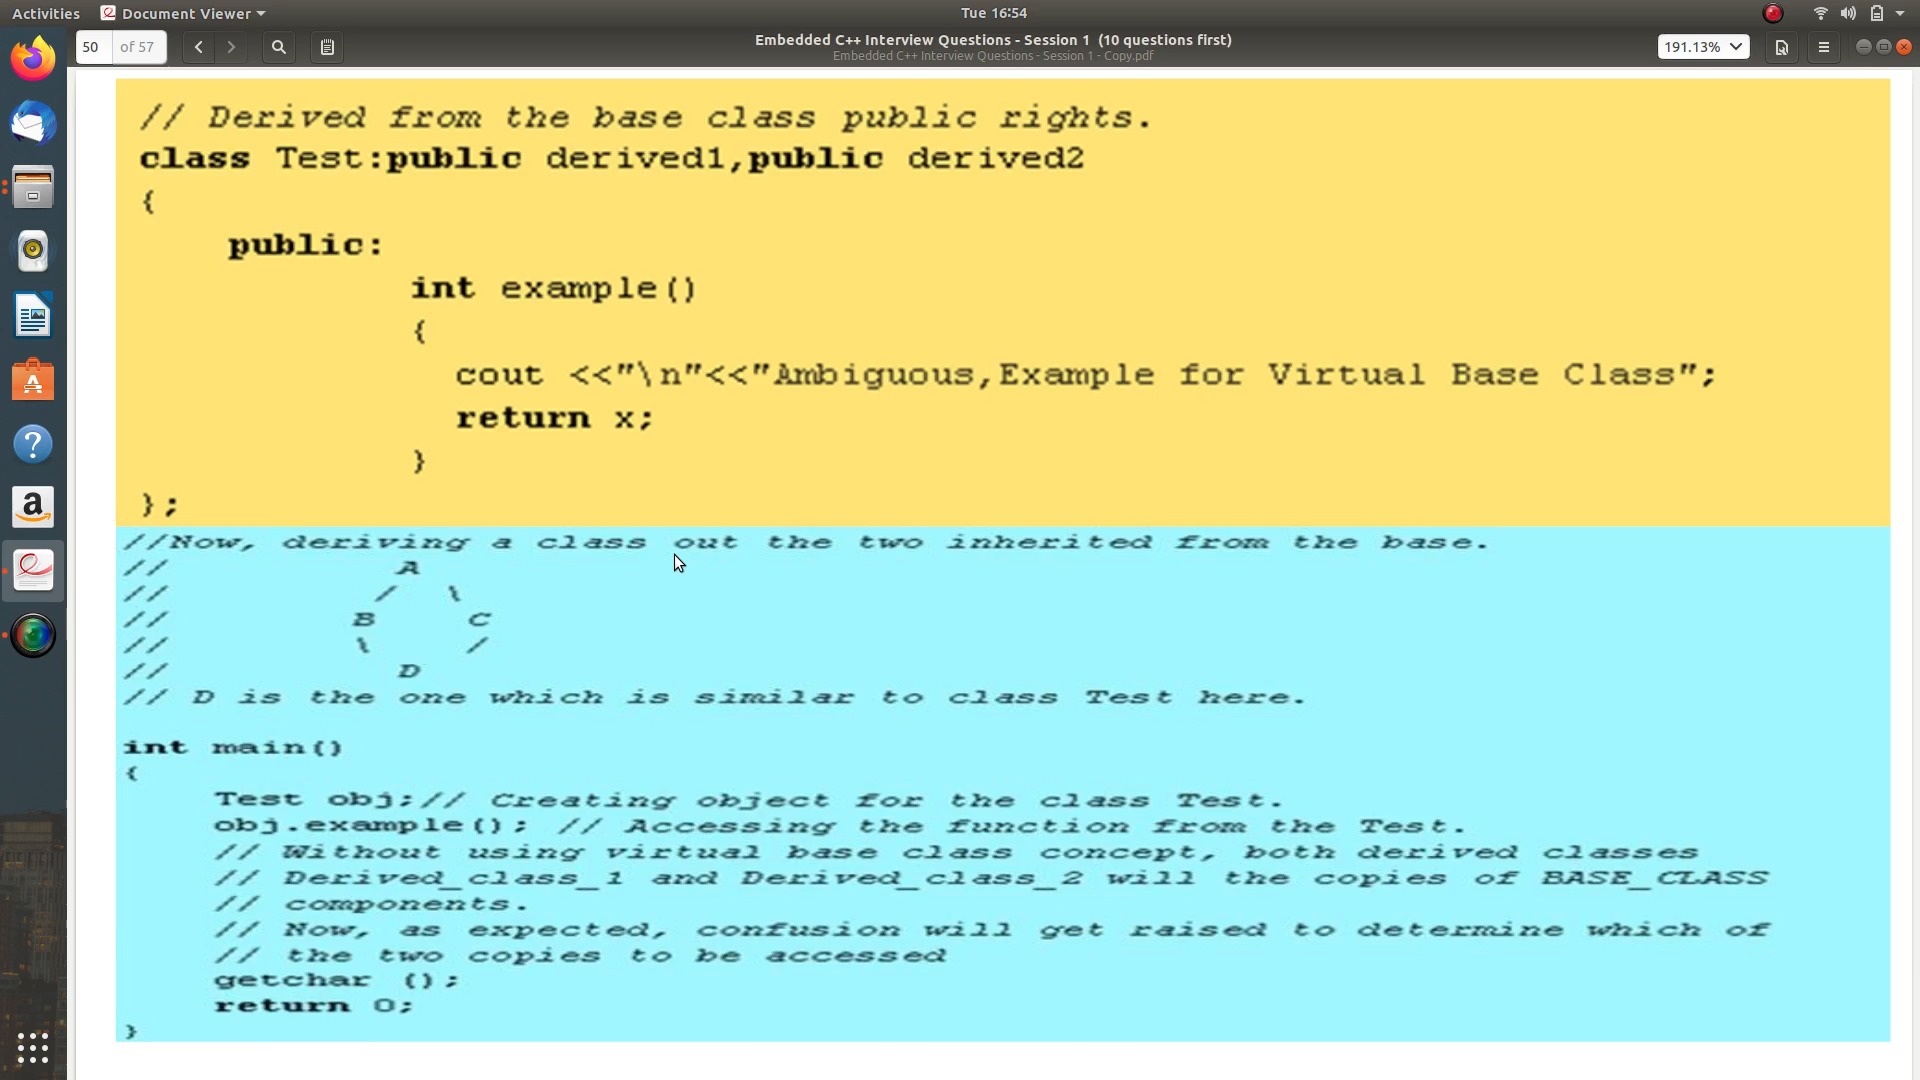 Activities Document Viewer Tue 16:54
50 of 57 Embedded C++ Interview Questions - Session 1 (10 questions first) 191.13%
Embedded C++ Interview Questions - Session 1 - Copy.pdf
// Derived from the base class public rights.
class Test:public derived1,public derived2
{
public:
int example()
{
cout <<"\n"<<"Ambiguous,Example for Virtual Base Class";
return x;
}
};
//Now, deriving a class out the two inherited from the base.
// A
// / \
// B C
// \ /
// D
// D is the one which is similar to class Test here.
int main()
{
Test obj;// Creating object for the class Test.
obj.example(); // Accessing the function from the Test.
// Without using virtual base class concept, both derived classes
// Derived_class_1 and Derived_class_2 will the copies of BASE_CLASS
// components.
// Now, as expected, confusion will get raised to determine which of
// the two copies to be accessed
getchar ();
return 0;
}